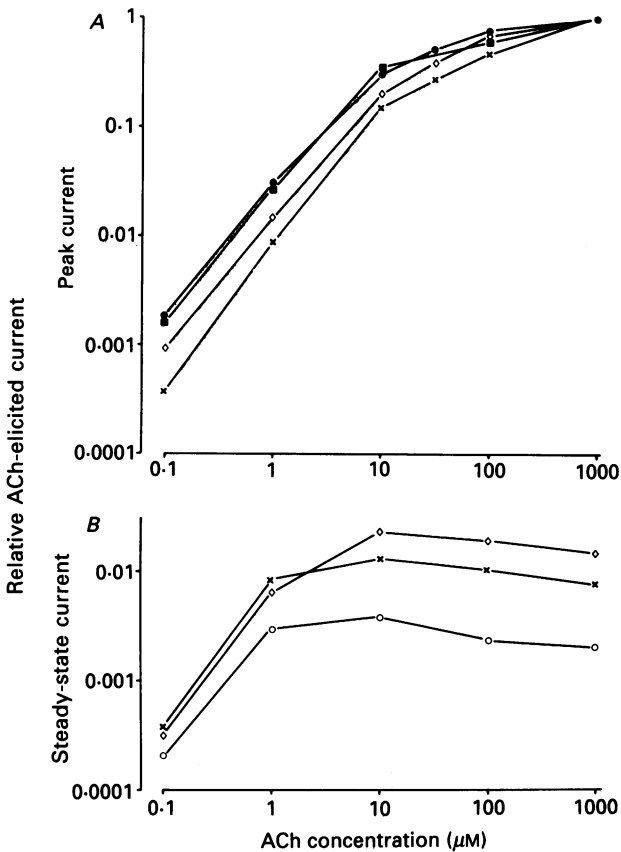 A
1
0·1
0·01
0·001
0·0001
Peak current
0·1 1 10 100 1000
Relative ACh-elicited current
B
0·01
0·001
0·0001
Steady-state current
0·1 1 10 100 1000
ACh concentration (μM)